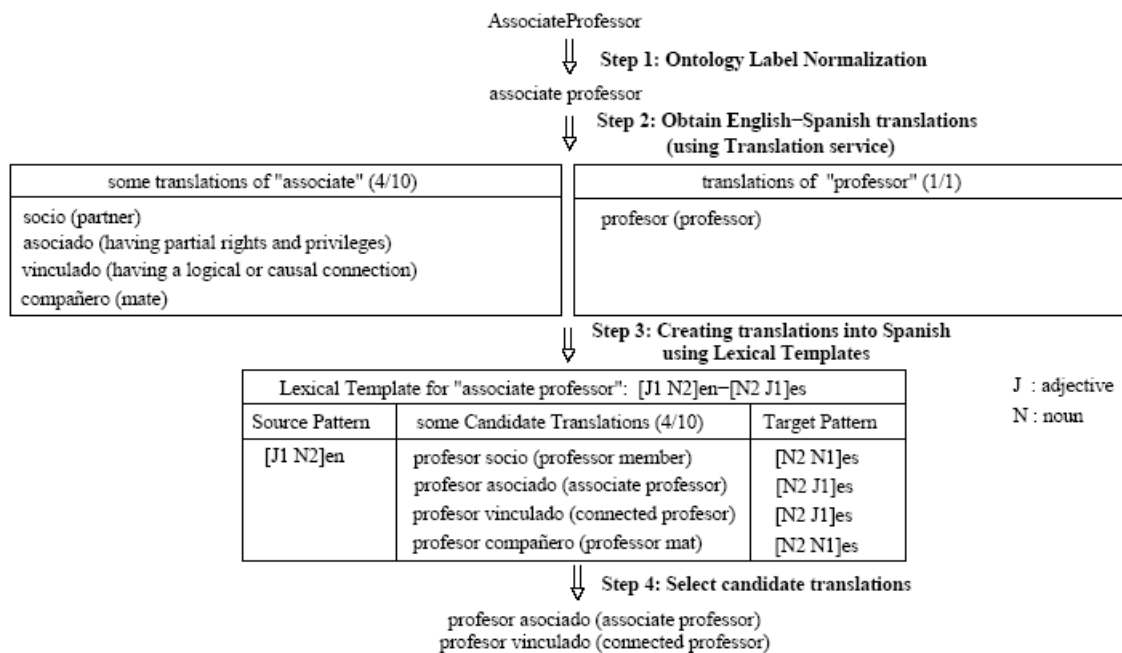 AssociateProfessor
Step 1: Ontology Label Normalization
associate professor
Step 2: Obtain English−Spanish translations
(using Translation service)
some translations of "associate" (4/10)
socio (partner)
asociado (having partial rights and privileges)
vinculado (having a logical or causal connection)
compañero (mate)
translations of "professor" (1/1)
profesor (professor)
Step 3: Creating translations into Spanish
using Lexical Templates
Lexical Template for "associate professor": [J1 N2]en−[N2 J1]es
Source Pattern some Candidate Translations (4/10) Target Pattern
[J1 N2]en profesor socio (professor member) [N2 N1]es
profesor asociado (associate professor) [N2 J1]es
profesor vinculado (connected profesor) [N2 J1]es
profesor compañero (professor mat) [N2 N1]es
J : adjective
N : noun
Step 4: Select candidate translations
profesor asociado (associate professor)
profesor vinculado (connected professor)